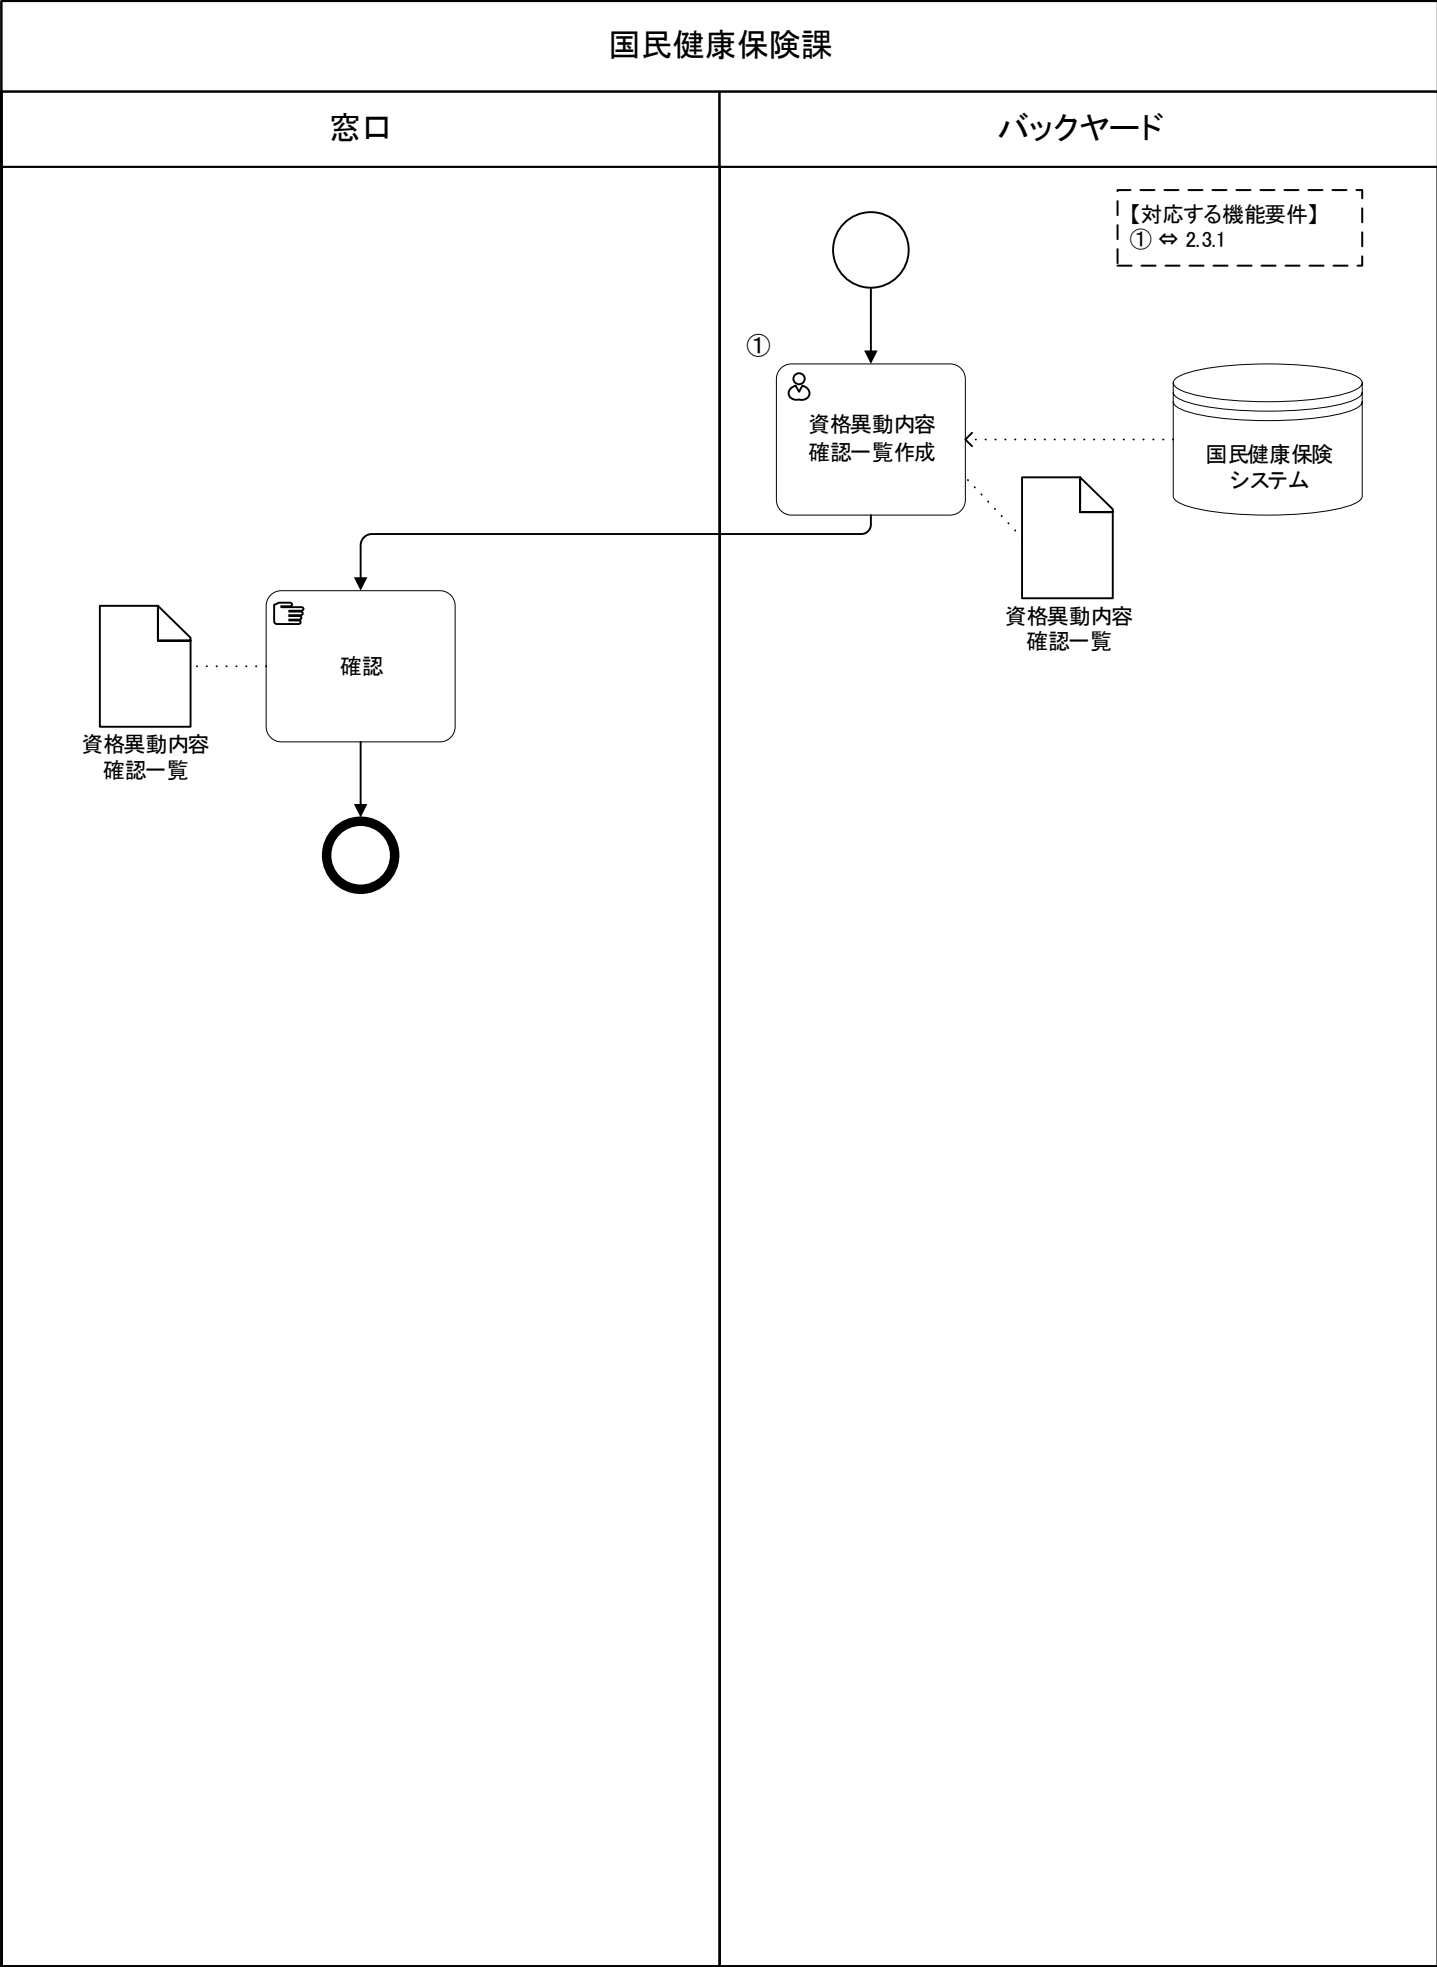 国民健康保険課
窓口
バックヤード
【対応する機能要件】
① ⇔ 2.3.1
①
資格異動内容
確認一覧作成
国民健康保険
システム
資格異動内容
確認一覧
確認
資格異動内容
確認一覧